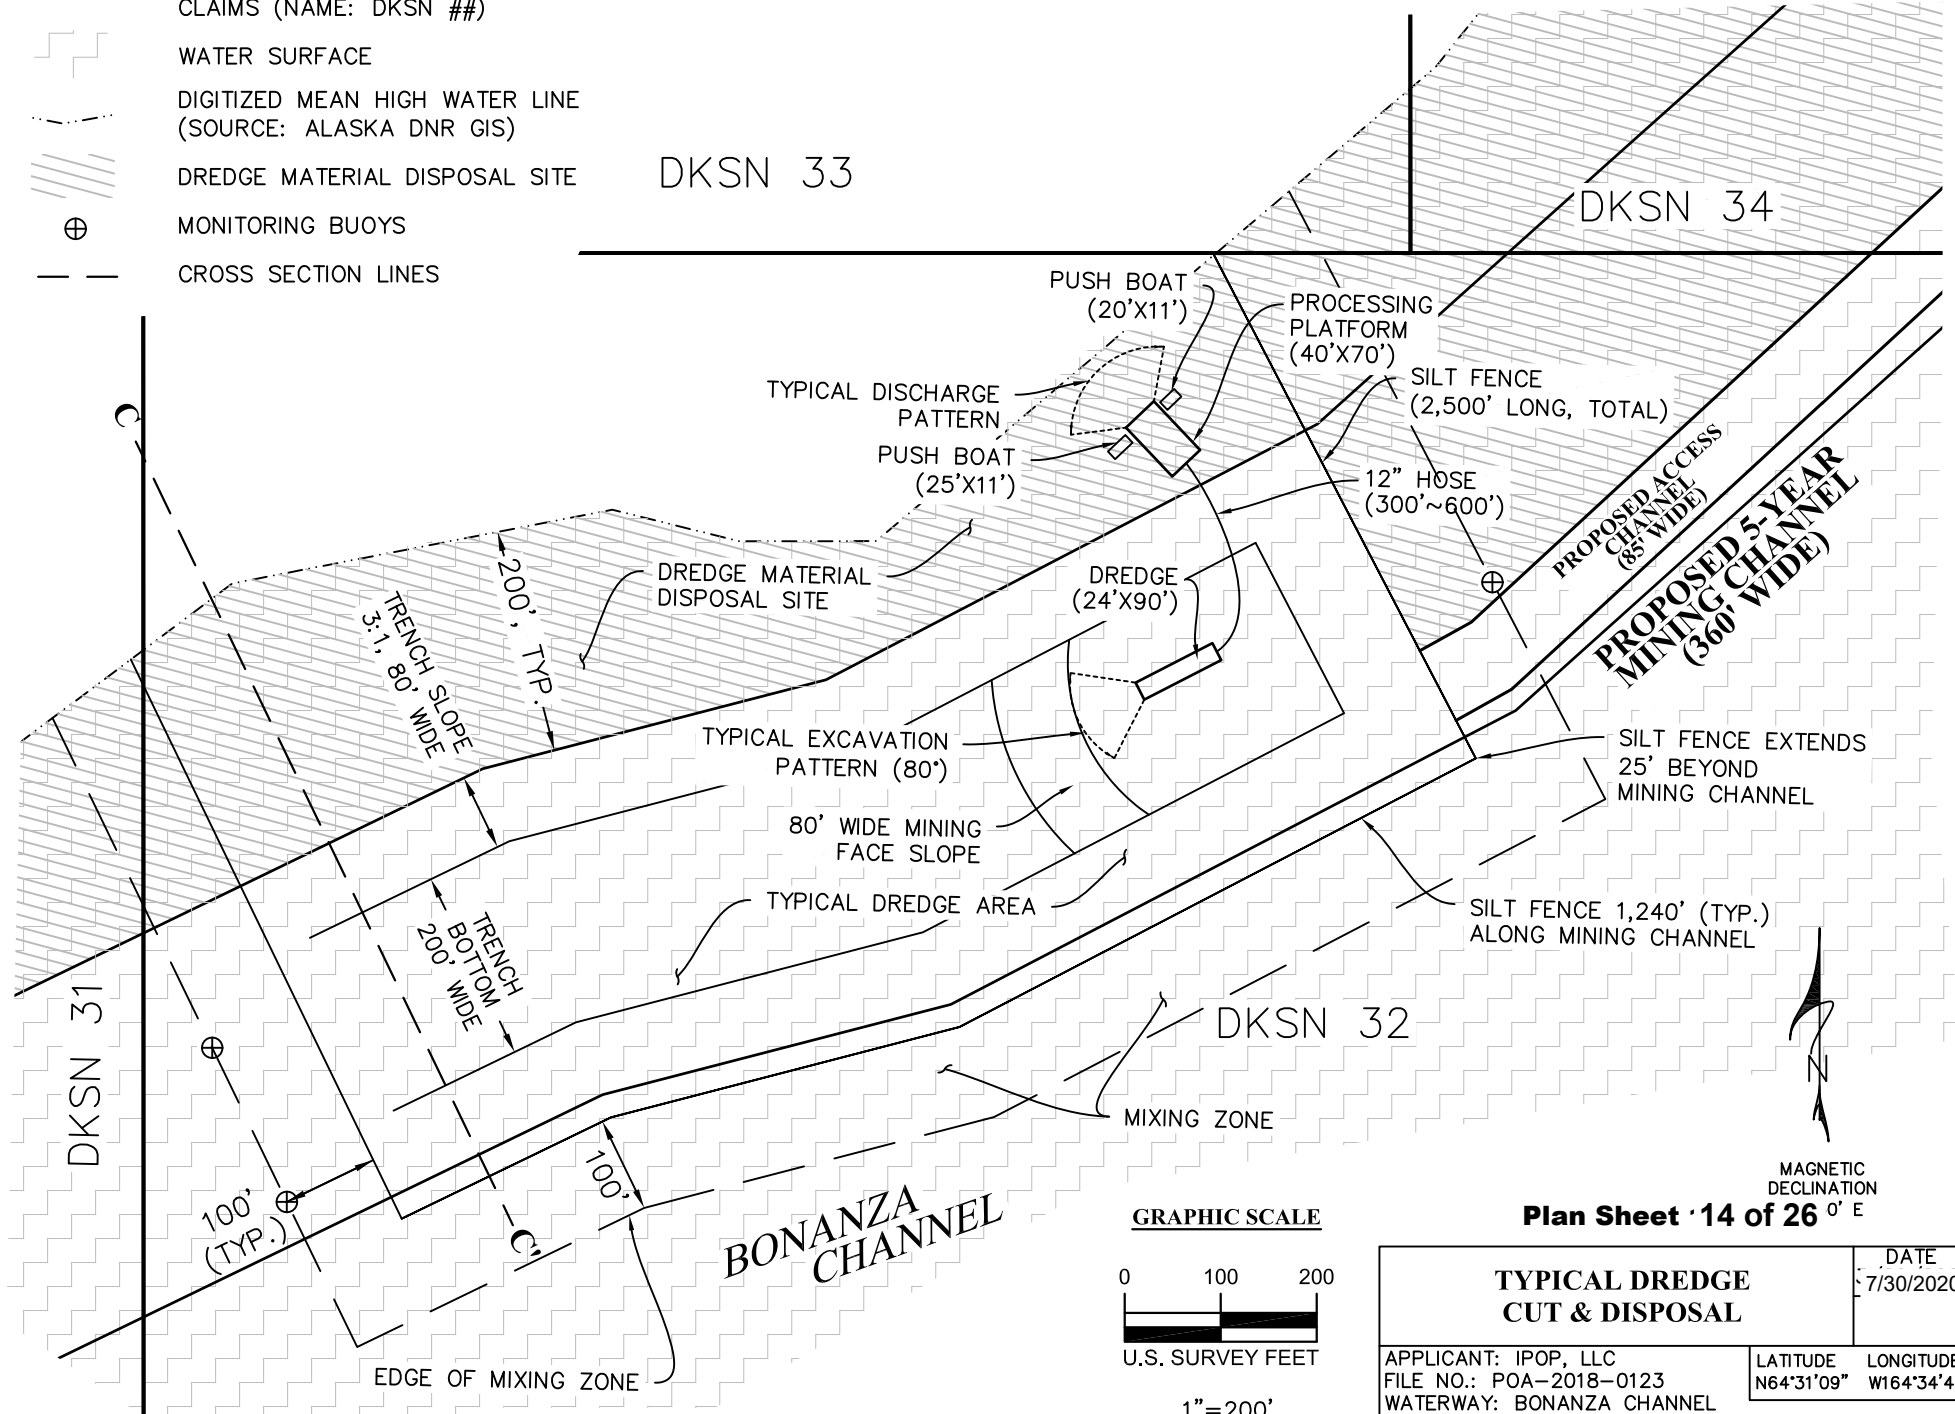 CLAIMS (NAME: DKSN ##)
WATER SURFACE
DIGITIZED MEAN HIGH WATER LINE
(SOURCE: ALASKA DNR GIS)
DREDGE MATERIAL DISPOSAL SITE
MONITORING BUOYS
CROSS SECTION LINES
DKSN 33
DKSN 34
PUSH BOAT
(20'X11')
PROCESSING
PLATFORM
(40'X70')
TYPICAL DISCHARGE
PATTERN
SILT FENCE
(2,500' LONG, TOTAL)
PUSH BOAT
(25'X11')
12" HOSE
(300'~600')
PROPOSED ACCESS
CHANNEL
(85' WIDE)
PROPOSED 5-YEAR
MINING CHANNEL
(360' WIDE)
C
200', TYP.
DREDGE MATERIAL
DISPOSAL SITE
DREDGE
(24'X90')
TRENCH SLOPE
3:1, 80' WIDE
TYPICAL EXCAVATION
PATTERN (80°)
SILT FENCE EXTENDS
25' BEYOND
MINING CHANNEL
80' WIDE MINING
FACE SLOPE
TYPICAL DREDGE AREA
TRENCH
BOTTOM
200' WIDE
SILT FENCE 1,240' (TYP.)
ALONG MINING CHANNEL
DKSN 31
DKSN 32
MIXING ZONE
N
100'
(TYP.)
100'
C'
BONANZA
CHANNEL
EDGE OF MIXING ZONE
MAGNETIC
DECLINATION
0' E
GRAPHIC SCALE
0 100 200
U.S. SURVEY FEET
1"=200'
Plan Sheet 14 of 26
TYPICAL DREDGE
CUT & DISPOSAL
DATE
7/30/2020
APPLICANT: IPOP, LLC
FILE NO.: POA-2018-0123
WATERWAY: BONANZA CHANNEL
LATITUDE
N64°31'09"
LONGITUDE
W164°34'4